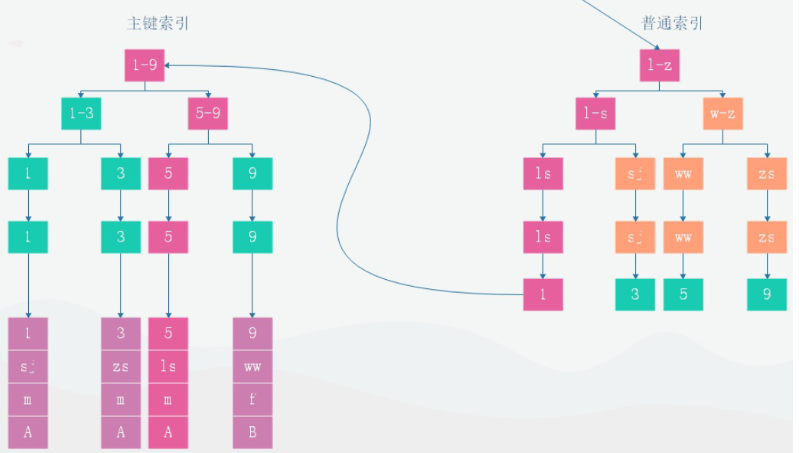 主键索引 普通索引
1-9 l-z
1-3 5-9 l-s w-z
1 3 5 9 ls sj ww zs
1 3 5 9 ls sj ww zs
1 3 5 9
1 3 5 9
sj zs ls ww
m m m f
A A A B